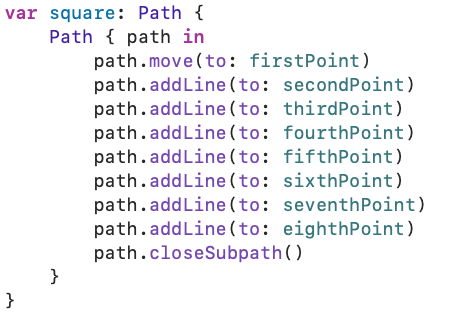 var square: Path {
    Path { path in
        path.move(to: firstPoint)
        path.addLine(to: secondPoint)
        path.addLine(to: thirdPoint)
        path.addLine(to: fourthPoint)
        path.addLine(to: fifthPoint)
        path.addLine(to: sixthPoint)
        path.addLine(to: seventhPoint)
        path.addLine(to: eighthPoint)
        path.closeSubpath()
    }
}